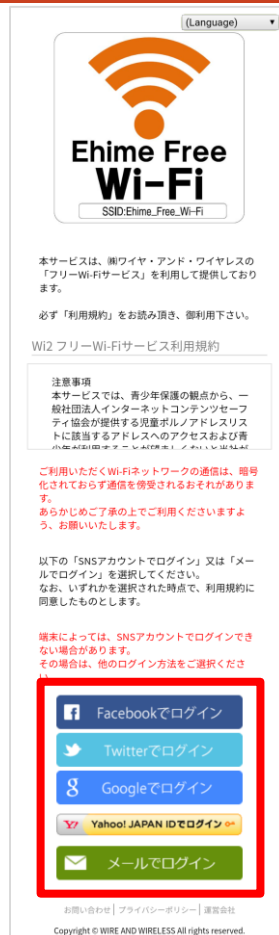 (Language)
Ehime Free
Wi-Fi
SSID:Ehime_Free_Wi-Fi
本サービスは、㈱ワイヤ・アンド・ワイヤレスの
「フリーWi-Fiサービス」を利用して提供しており
ます。
必ず「利用規約」をお読み頂き、御利用下さい。
Wi2 フリーWi-Fiサービス利用規約
注意事項
本サービスでは、青少年保護の観点から、一
般社団法人インターネットコンテンツセーフ
ティ協会が提供する児童ポルノアドレスリス
トに該当するアドレスへのアクセスおよび青
ご利用いただくWi-Fiネットワークの通信は、暗号
化されておらず通信を傍受されるおそれがありま
す。
あらかじめご了承の上でご利用くださいますよ
う、お願いいたします。
以下の「SNSアカウントでログイン」又は「メー
ルでログイン」を選択してください。
なお、いずれかを選択された時点で、利用規約に
同意したものとします。
端末によっては、SNSアカウントでログインでき
ない場合があります。
その場合は、他のログイン方法をご選択くださ
Facebookでログイン
Twitterでログイン
Googleでログイン
Y! Yahoo! JAPAN IDでログイン
メールでログイン
お問い合わせ│プライバシーポリシー│運営会社
Copyright © WIRE AND WIRELESS All rights reserved.